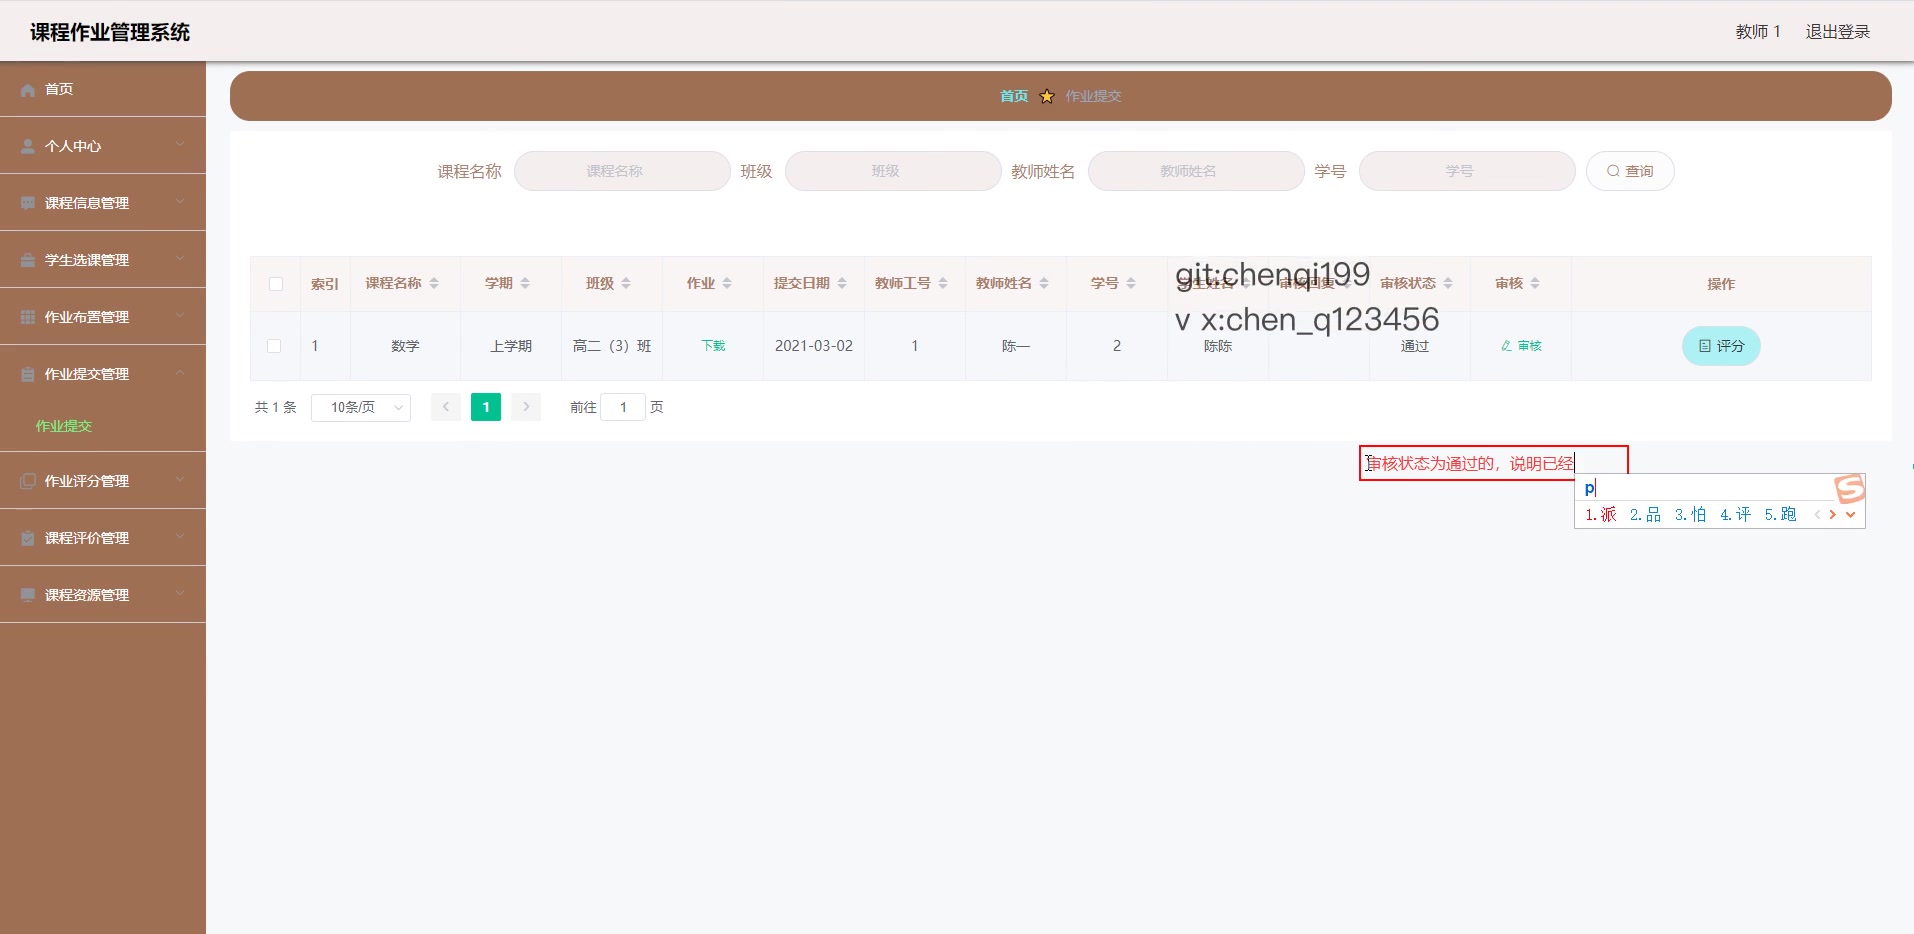 课程作业管理系统
教师 1 退出登录
首页
个人中心
课程信息管理
学生选课管理
作业布置管理
作业提交管理
作业提交
作业评分管理
课程评价管理
课程资源管理
首页 作业提交
课程名称 课程名称 班级 班级 教师姓名 教师姓名 学号 学号 查询
索引 课程名称 学期 班级 作业 提交日期 教师工号 教师姓名 学号 学生姓名 审核回复 审核状态 审核 操作
git:chenqi199
v x:chen_q123456
1 数学 上学期 高二（3）班 下载 2021-03-02 1 陈一 2 陈陈 通过 审核 评分
共 1 条 10条/页 1 前往 1 页
审核状态为通过的，说明已经
p
1.派 2.品 3.怕 4.评 5.跑